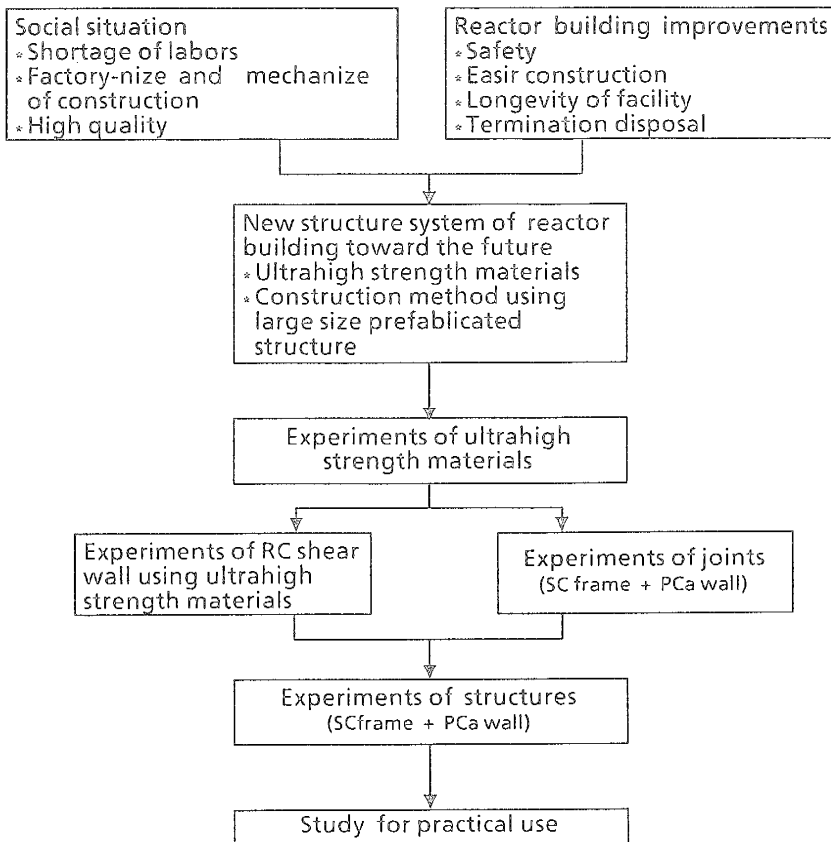 Social situation
* Shortage of labors
* Factory-nize and mechanize
of construction
* High quality
Reactor building improvements
* Safety
* Easir construction
* Longevity of facility
* Termination disposal
New structure system of reactor
building toward the future
* Ultrahigh strength materials
* Construction method using
large size prefablicated
structure
Experiments of ultrahigh
strength materials
Experiments of RC shear
wall using ultrahigh
strength materials
Experiments of joints
(SC frame + PCa wall)
Experiments of structures
(SCframe + PCa wall)
Study for practical use